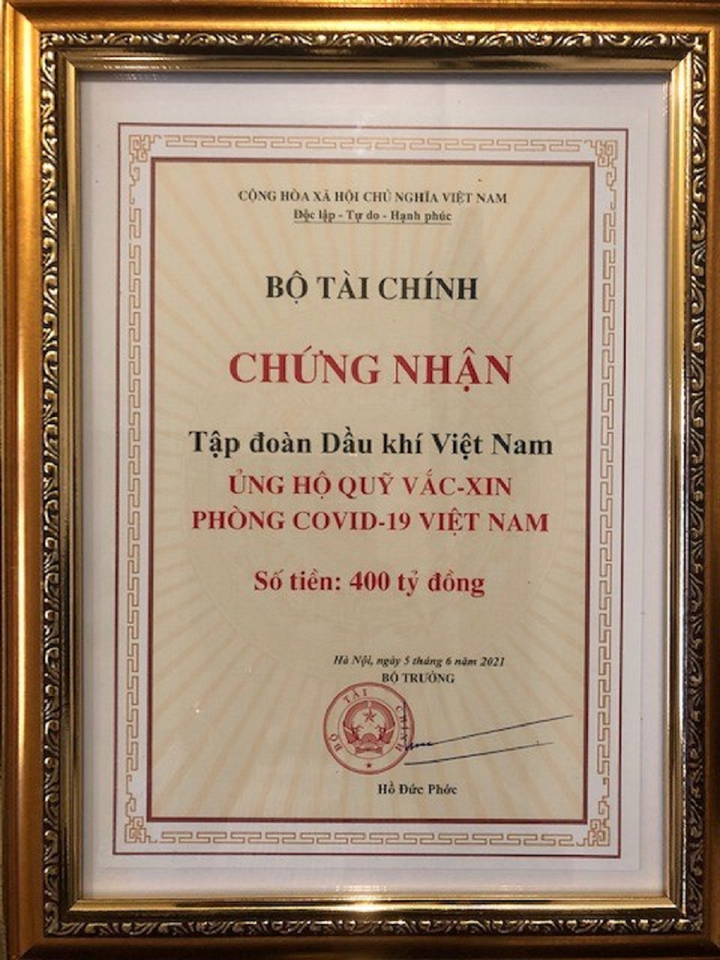 CỘNG HÒA XÃ HỘI CHỦ NGHĨA VIỆT NAM
Độc lập - Tự do - Hạnh phúc
BỘ TÀI CHÍNH
CHỨNG NHẬN
Tập đoàn Dầu khí Việt Nam
ỦNG HỘ QUỸ VẮC-XIN
PHÒNG COVID-19 VIỆT NAM
Số tiền: 400 tỷ đồng
Hà Nội, ngày 5 tháng 6 năm 2021
BỘ TRƯỞNG
BỘ TÀI CHÍNH
Hồ Đức Phớc